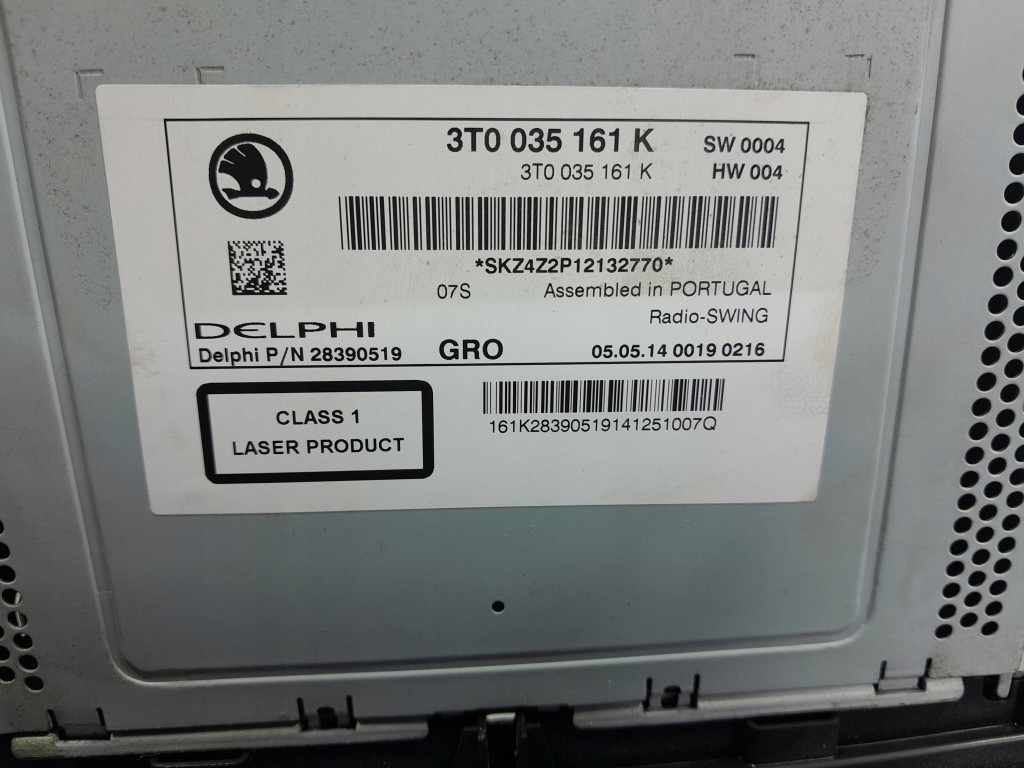 3T0 035 161 K SW 0004
3T0 035 161 K HW 004
*SKZ4Z2P12132770*
07S Assembled in PORTUGAL
Radio-SWING
DELPHI
Delphi P/N 28390519 GRO 05.05.14 0019 0216
CLASS 1
LASER PRODUCT
161K28390519141251007Q